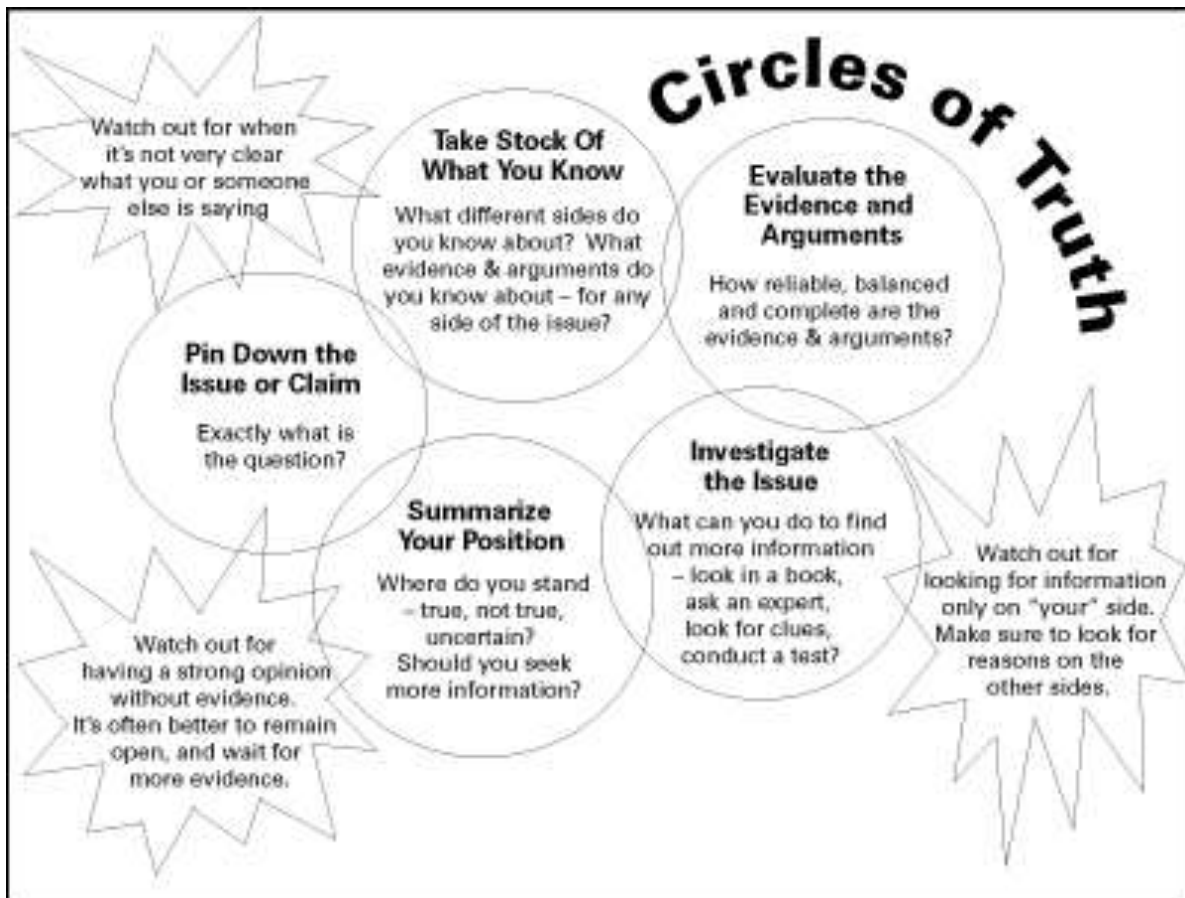 Circles of Truth
Watch out for when
it's not very clear
what you or someone
else is saying
Take Stock Of
What You Know
What different sides do
you know about? What
evidence & arguments do
you know about – for any
side of the issue?
Evaluate the
Evidence and
Arguments
How reliable, balanced
and complete are the
evidence & arguments?
Pin Down the
Issue or Claim
Exactly what is
the question?
Summarize
Your Position
Where do you stand
– true, not true,
uncertain?
Should you seek
more information?
Investigate
the Issue
What can you do to find
out more information
– look in a book,
ask an expert,
look for clues,
conduct a test?
Watch out for
having a strong opinion
without evidence.
It's often better to remain
open, and wait for
more evidence.
Watch out for
looking for information
only on "your" side.
Make sure to look for
reasons on the
other sides.